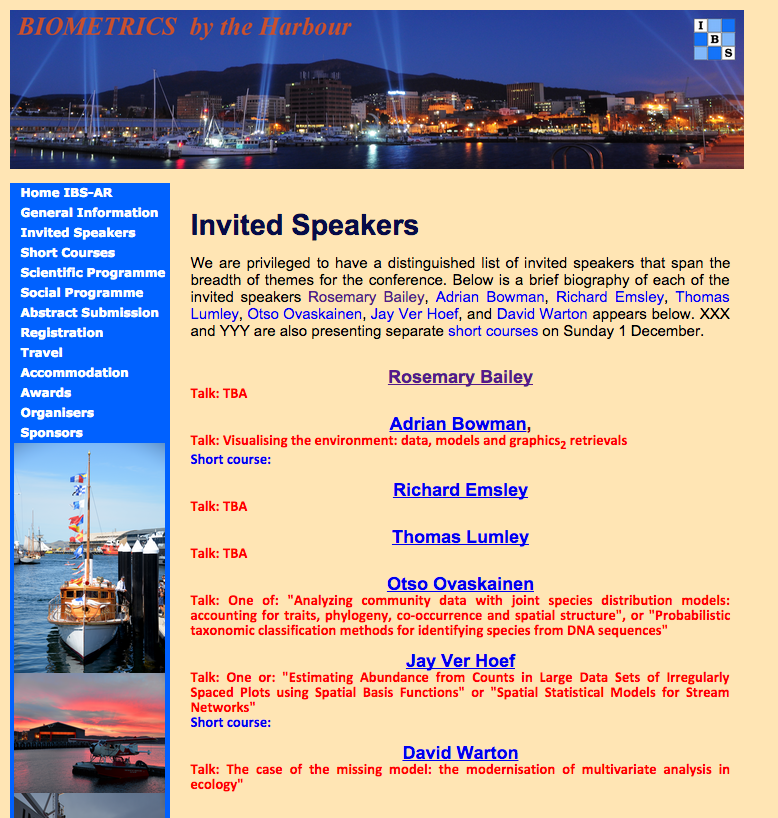 BIOMETRICS by the Harbour
I
B
S
Home IBS-AR
General Information
Invited Speakers
Short Courses
Scientific Programme
Social Programme
Abstract Submission
Registration
Travel
Accommodation
Awards
Organisers
Sponsors
Invited Speakers
We are privileged to have a distinguished list of invited speakers that span the
breadth of themes for the conference. Below is a brief biography of each of the
invited speakers Rosemary Bailey, Adrian Bowman, Richard Emsley, Thomas
Lumley, Otso Ovaskainen, Jay Ver Hoef, and David Warton appears below. XXX
and YYY are also presenting separate short courses on Sunday 1 December.
Rosemary Bailey
Talk: TBA
Adrian Bowman,
Talk: Visualising the environment: data, models and graphics2 retrievals
Short course:
Richard Emsley
Talk: TBA
Thomas Lumley
Talk: TBA
Otso Ovaskainen
Talk: One of: "Analyzing community data with joint species distribution models:
accounting for traits, phylogeny, co-occurrence and spatial structure", or "Probabilistic
taxonomic classification methods for identifying species from DNA sequences"
Jay Ver Hoef
Talk: One or: "Estimating Abundance from Counts in Large Data Sets of Irregularly
Spaced Plots using Spatial Basis Functions" or "Spatial Statistical Models for Stream
Networks"
Short course:
David Warton
Talk: The case of the missing model: the modernisation of multivariate analysis in
ecology"